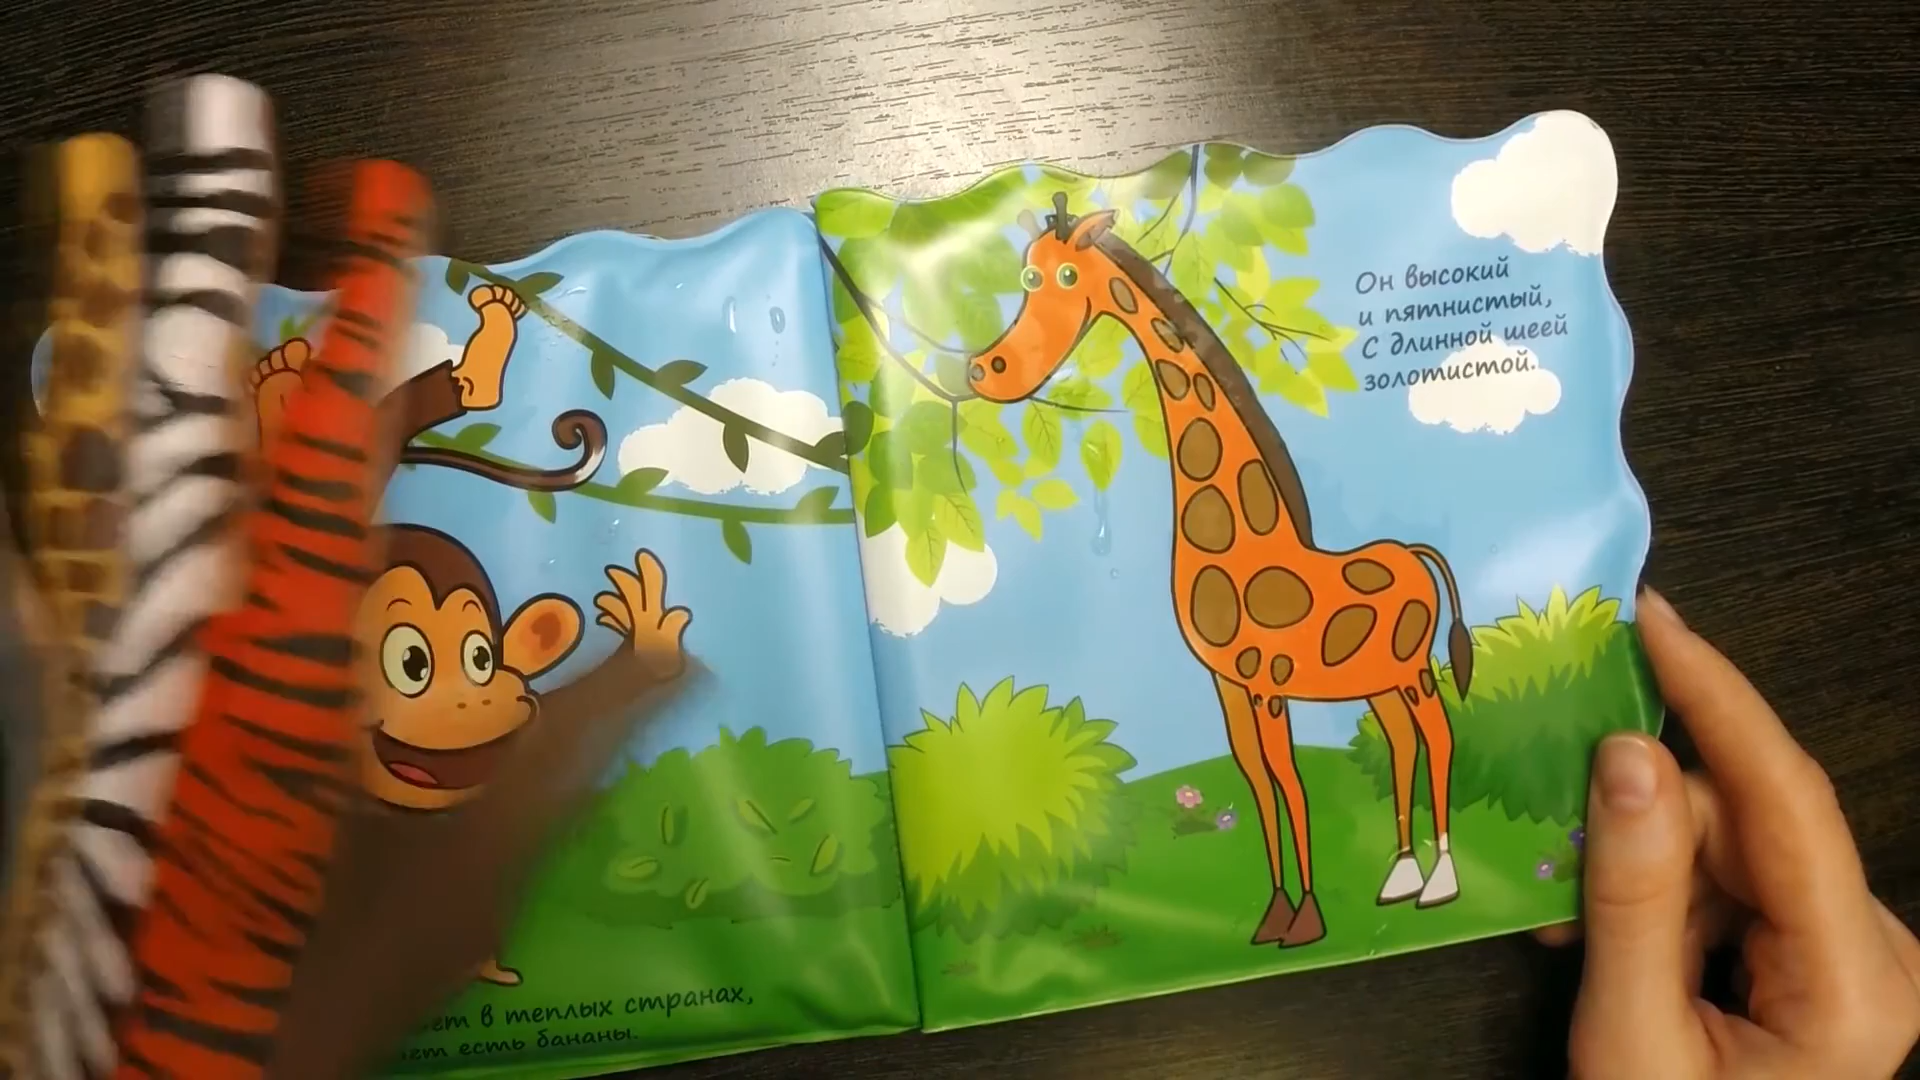 в теплых странах,
есть бананы.
Он высокий
и пятнистый,
С длинной шеей
золотистой.